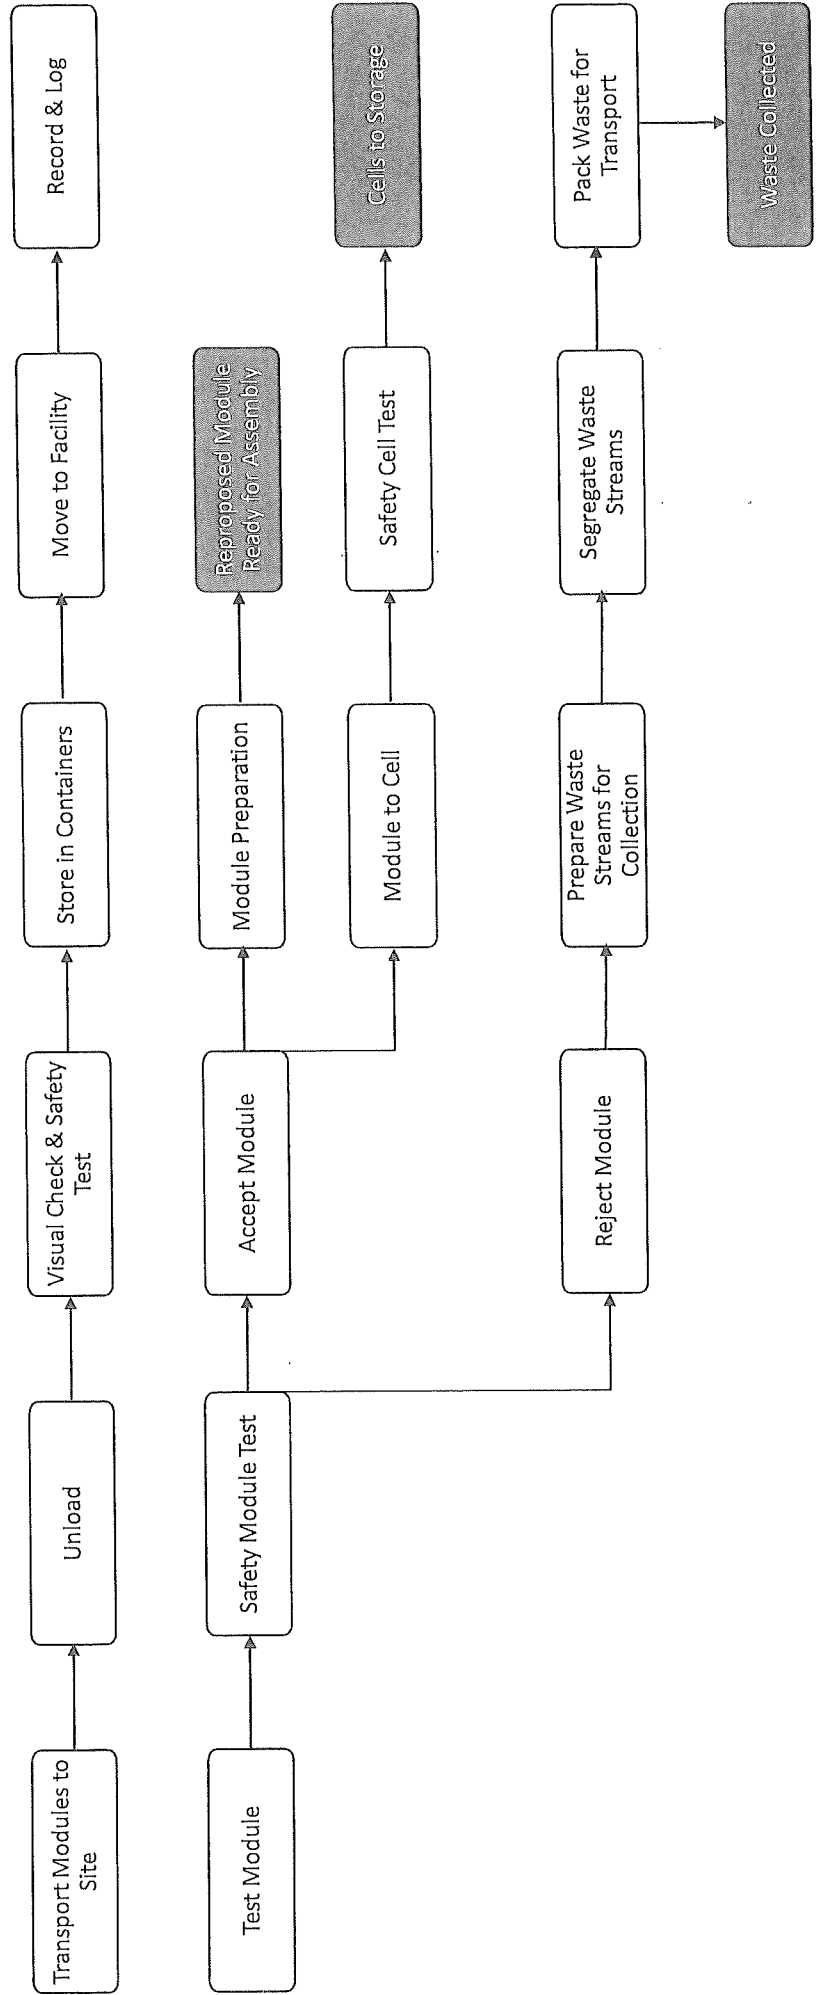 Transport Modules to
Site
Unload
Visual Check & Safety
Test
Store in Containers
Move to Facility
Record & Log
Test Module
Safety Module Test
Accept Module
Module Preparation
Reproposed Module
Ready for Assembly
Module to Cell
Safety Cell Test
Cells to Storage
Reject Module
Prepare Waste
Streams for
Collection
Segregate Waste
Streams
Pack Waste for
Transport
Waste Collected